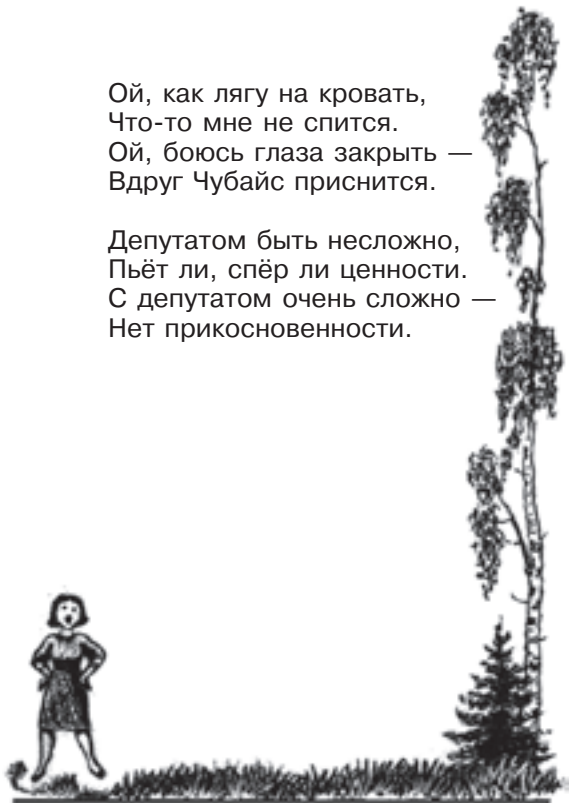 Ой, как лягу на кровать,
Что-то мне не спится.
Ой, боюсь глаза закрыть —
Вдруг Чубайс приснится.

Депутатом быть несложно,
Пьёт ли, спёр ли ценности.
С депутатом очень сложно —
Нет прикосновенности.